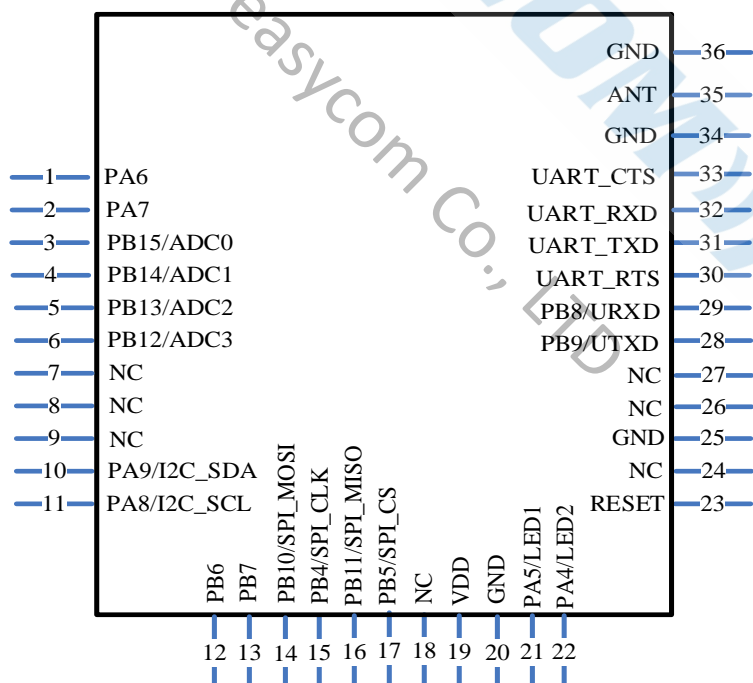 easycom Co., LTD
1 PA6
2 PA7
3 PB15/ADC0
4 PB14/ADC1
5 PB13/ADC2
6 PB12/ADC3
7 NC
8 NC
9 NC
10 PA9/I2C_SDA
11 PA8/I2C_SCL
PB6 12
PB7 13
PB10/SPI_MOSI 14
PB4/SPI_CLK 15
PB11/SPI_MISO 16
PB5/SPI_CS 17
NC 18
VDD 19
GND 20
PA5/LED1 21
PA4/LED2 22
GND 36
ANT 35
GND 34
UART_CTS 33
UART_RXD 32
UART_TXD 31
UART_RTS 30
PB8/URXD 29
PB9/UTXD 28
NC 27
NC 26
GND 25
NC 24
RESET 23